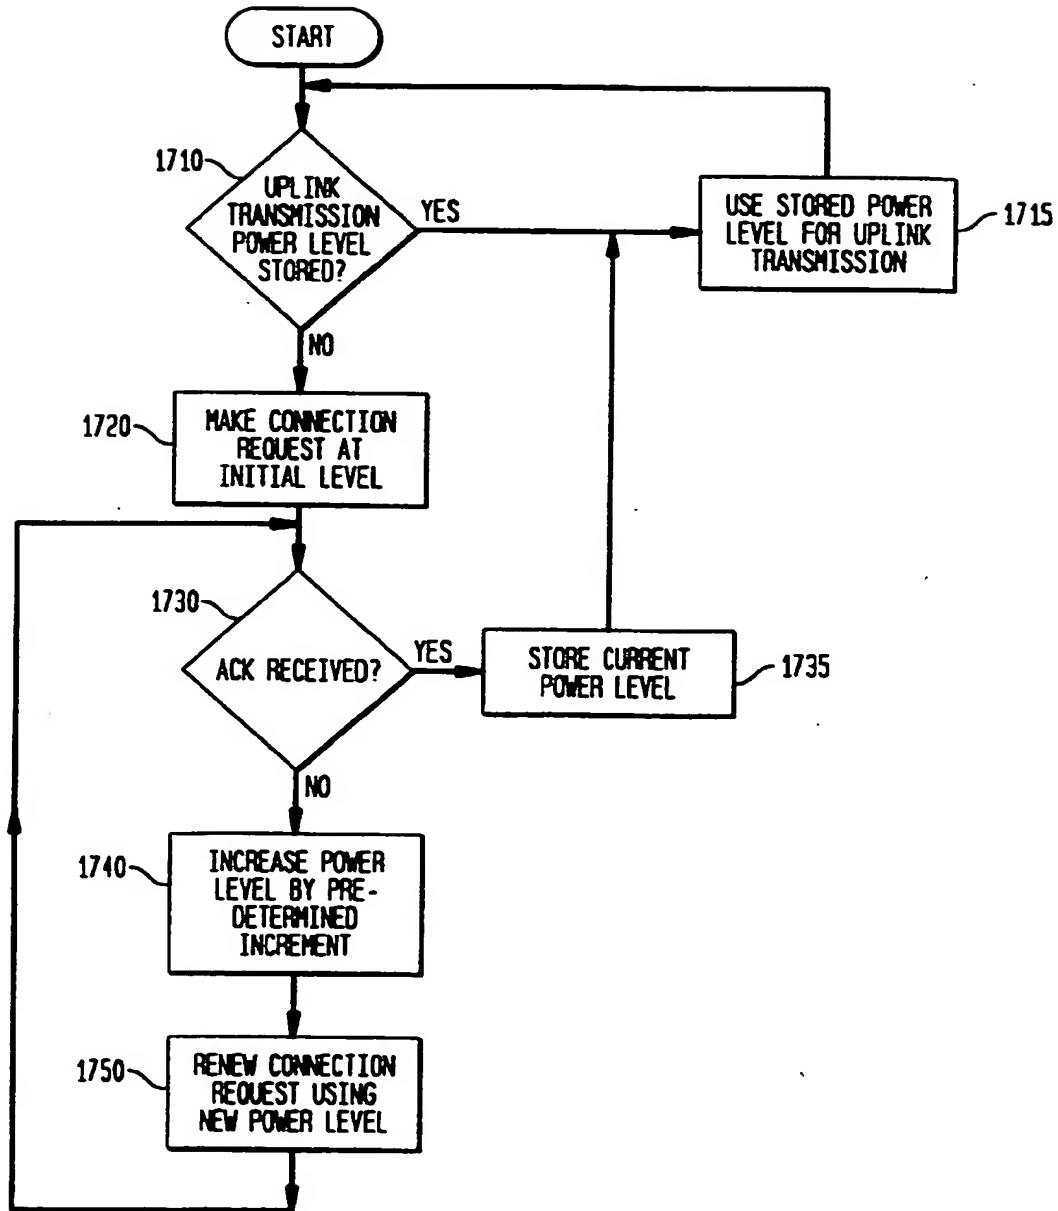 START
1710
UPLINK
TRANSMISSION
POWER LEVEL
STORED?
YES
USE STORED POWER
LEVEL FOR UPLINK
TRANSMISSION
1715
NO
1720
MAKE CONNECTION
REQUEST AT
INITIAL LEVEL
1730
ACK RECEIVED?
YES
STORE CURRENT
POWER LEVEL
1735
NO
1740
INCREASE POWER
LEVEL BY PRE-
DETERMINED
INCREMENT
1750
RENEW CONNECTION
REQUEST USING
NEW POWER LEVEL